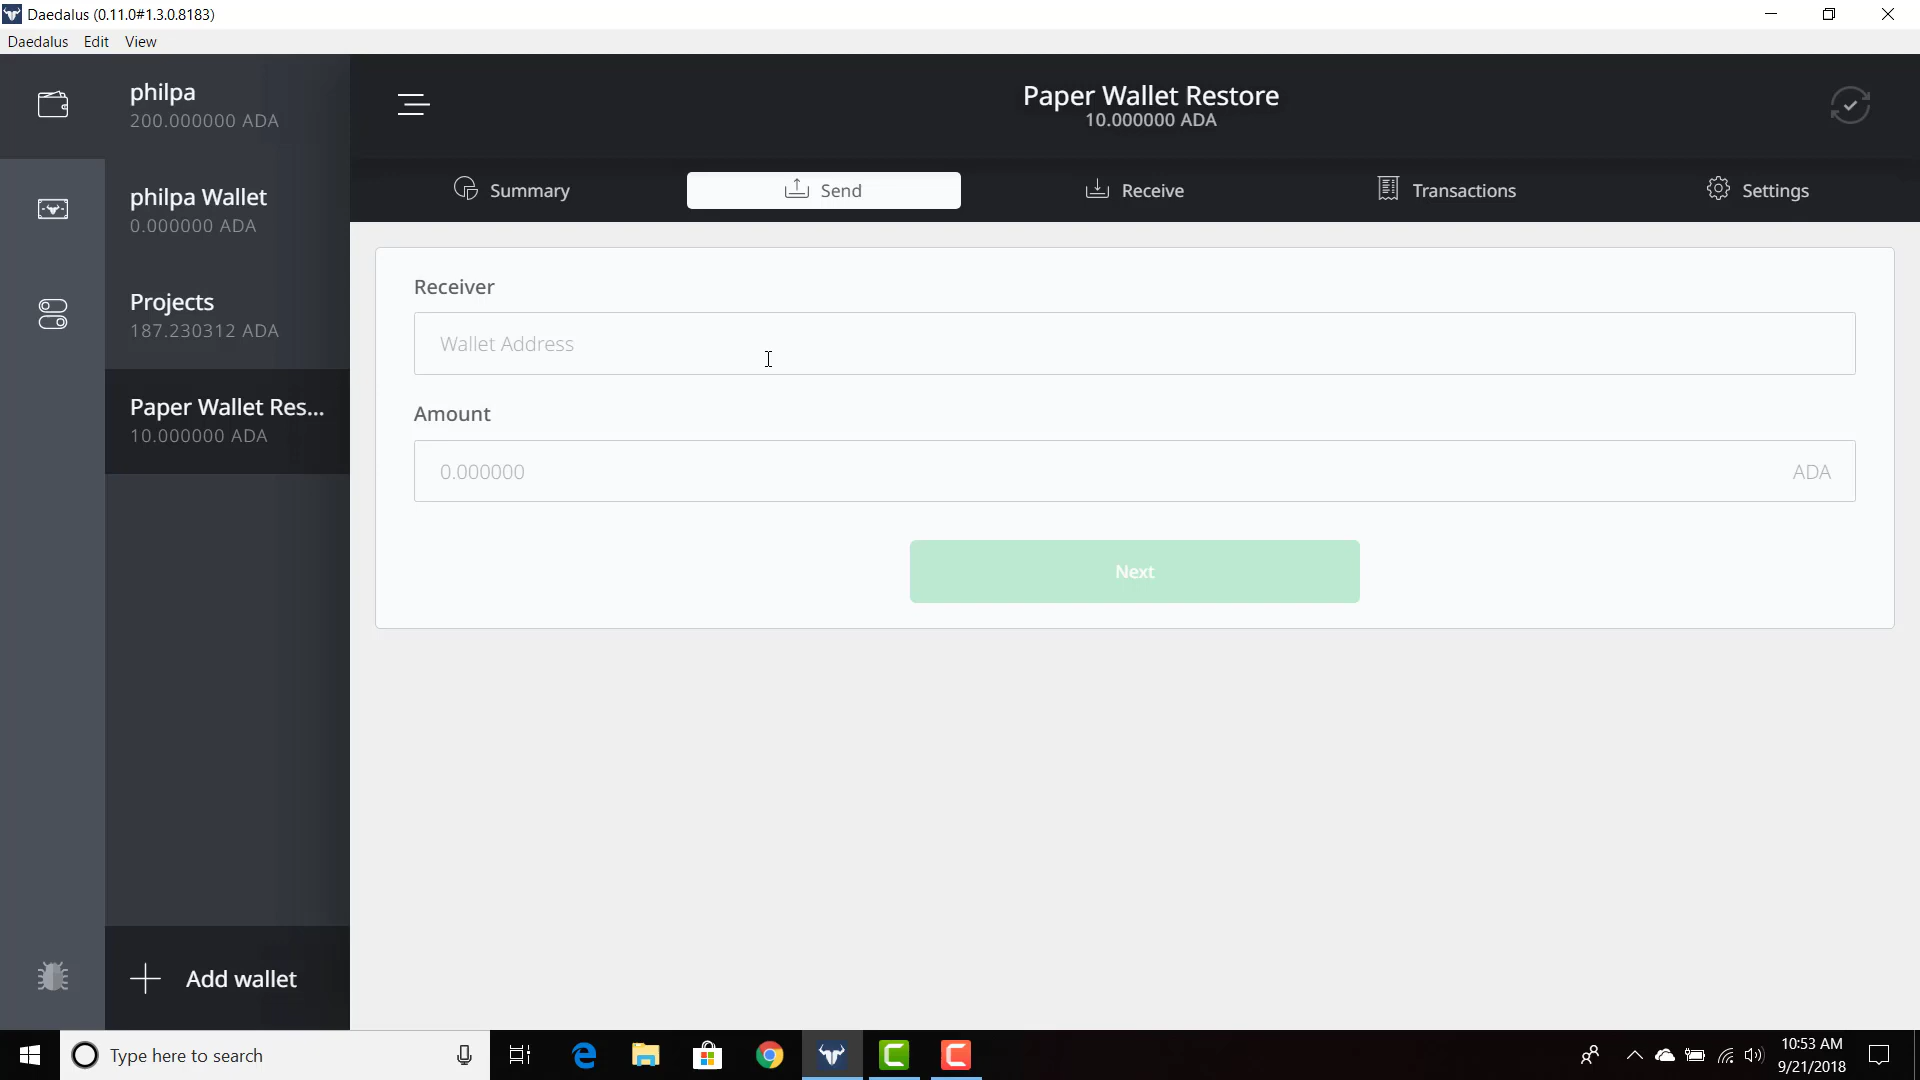 Daedalus (0.11.0#1.3.0.8183)
Daedalus Edit View
philpa
200.000000 ADA
philpa Wallet
0.000000 ADA
Projects
187.230312 ADA
Paper Wallet Res...
10.000000 ADA
Add wallet
Paper Wallet Restore
10.000000 ADA
Summary Send Receive Transactions Settings
Receiver
Wallet Address
Amount
0.000000 ADA
Next
Type here to search
10:53 AM
9/21/2018